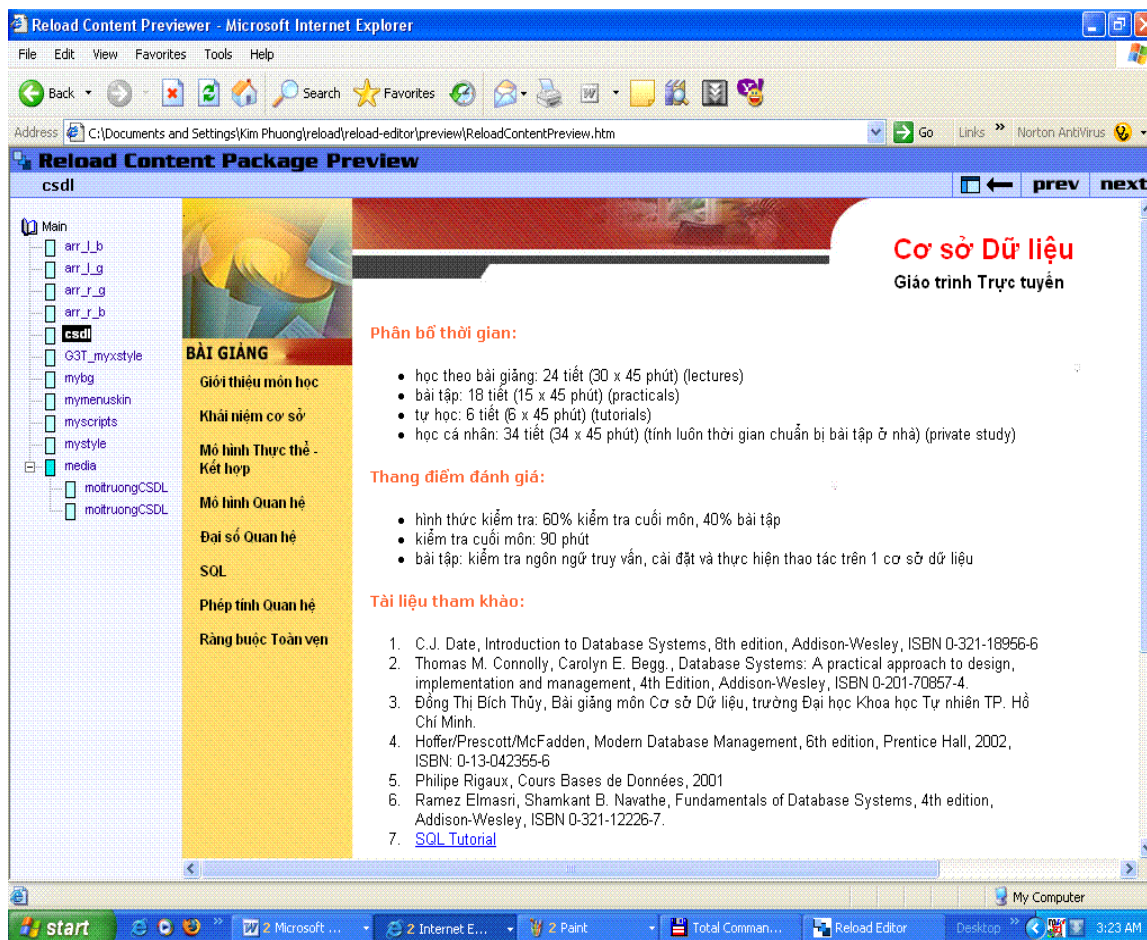 Reload Content Previewer - Microsoft Internet Explorer
File Edit View Favorites Tools Help
Back Search Favorites
Address C:\Documents and Settings\Kim Phuong\reload\reload-editor\preview\ReloadContentPreview.htm Go Links » Norton AntiVirus
Reload Content Package Preview
csdl prev next
Main
arr_l_b
arr_l_g
arr_r_g
arr_r_b
csdl
G3T_myxstyle
mybg
mymenuskin
myscripts
mystyle
media
moitruongCSDL
moitruongCSDL
BÀI GIẢNG
Giới thiệu môn học
Khái niệm cơ sở
Mô hình Thực thể -
Kết hợp
Mô hình Quan hệ
Đại số Quan hệ
SQL
Phép tính Quan hệ
Ràng buộc Toàn vẹn
Cơ sở Dữ liệu
Giáo trình Trực tuyến
Phân bố thời gian:
• học theo bài giảng: 24 tiết (30 x 45 phút) (lectures)
• bài tập: 18 tiết (15 x 45 phút) (practicals)
• tự học: 6 tiết (6 x 45 phút) (tutorials)
• học cá nhân: 34 tiết (34 x 45 phút) (tính luôn thời gian chuẩn bị bài tập ở nhà) (private study)
Thang điểm đánh giá:
• hình thức kiểm tra: 60% kiểm tra cuối môn, 40% bài tập
• kiểm tra cuối môn: 90 phút
• bài tập: kiểm tra ngôn ngữ truy vấn, cài đặt và thực hiện thao tác trên 1 cơ sở dữ liệu
Tài liệu tham khảo:
1. C.J. Date, Introduction to Database Systems, 8th edition, Addison-Wesley, ISBN 0-321-18956-6
2. Thomas M. Connolly, Carolyn E. Begg., Database Systems: A practical approach to design,
implementation and management, 4th Edition, Addison-Wesley, ISBN 0-201-70857-4.
3. Đồng Thị Bích Thủy, Bài giảng môn Cơ sở Dữ liệu, trường Đại học Khoa học Tự nhiên TP. Hồ
Chí Minh.
4. Hoffer/Prescott/McFadden, Modern Database Management, 6th edition, Prentice Hall, 2002,
ISBN: 0-13-042355-6
5. Philipe Rigaux, Cours Bases de Données, 2001
6. Ramez Elmasri, Shamkant B. Navathe, Fundamentals of Database Systems, 4th edition,
Addison-Wesley, ISBN 0-321-12226-7.
7. SQL Tutorial
My Computer
start » 2 Microsoft ... 2 Internet E... 2 Paint Total Comman... Reload Editor Desktop » 3:23 AM